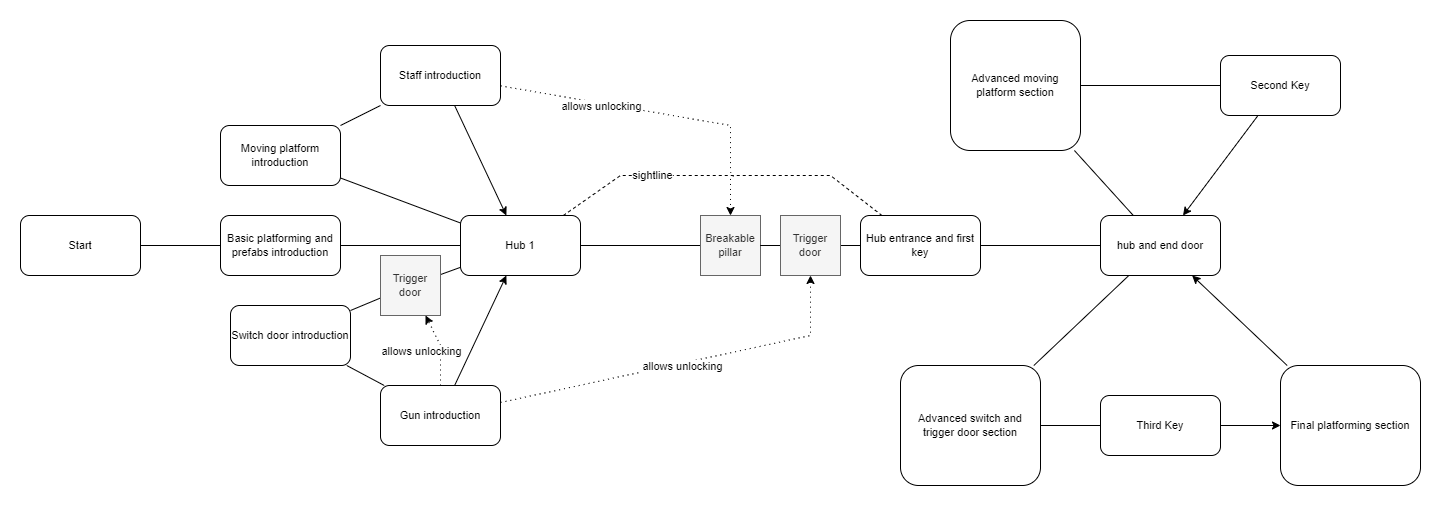 Staff introduction
allows unlocking
Advanced moving
platform section
Second Key
Moving platform
introduction
sightline
Start
Basic platforming and
prefabs introduction
Hub 1
Breakable
pillar
Trigger
door
Hub entrance and first
key
hub and end door
Trigger
door
Switch door introduction
allows unlocking
allows unlocking
Gun introduction
Advanced switch and
trigger door section
Third Key
Final platforming section